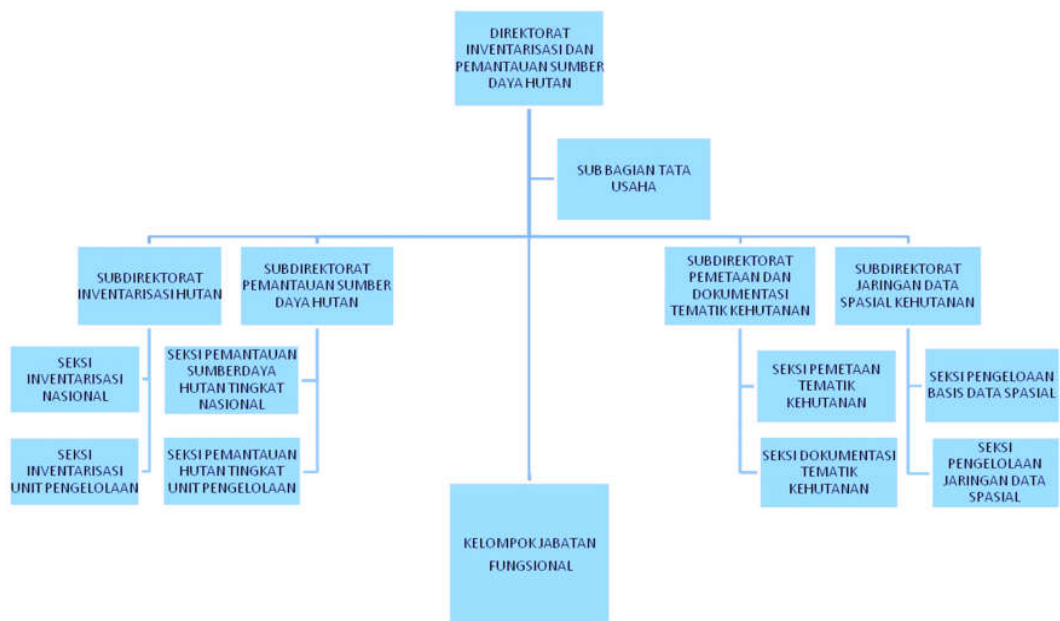 DIREKTORAT
INVENTARISASI DAN
PEMANTAUAN SUMBER
DAYA HUTAN
SUB BAGIAN TATA
USAHA
SUBDIREKTORAT
INVENTARISASI HUTAN
SUBDIREKTORAT
PEMANTAUAN SUMBER
DAYA HUTAN
SUBDIREKTORAT
PEMETAAN DAN
DOKUMENTASI
TEMATIK KEHUTANAN
SUBDIREKTORAT
JARINGAN DATA
SPASIAL KEHUTANAN
SEKSI
INVENTARISASI
NASIONAL
SEKSI PEMANTAUAN
SUMBERDAYA
HUTAN TINGKAT
NASIONAL
SEKSI PEMETAAN
TEMATIK
KEHUTANAN
SEKSI PENGELOAAN
BASIS DATA SPASIAL
SEKSI
INVENTARISASI
UNIT PENGELOLAAN
SEKSI PEMANTAUAN
HUTAN TINGKAT
UNIT PENGELOLAAN
SEKSI DOKUMENTASI
TEMATIK
KEHUTANAN
SEKSI
PENGELOLAAN
JARINGAN DATA
SPASIAL
KELOMPOK JABATAN
FUNGSIONAL